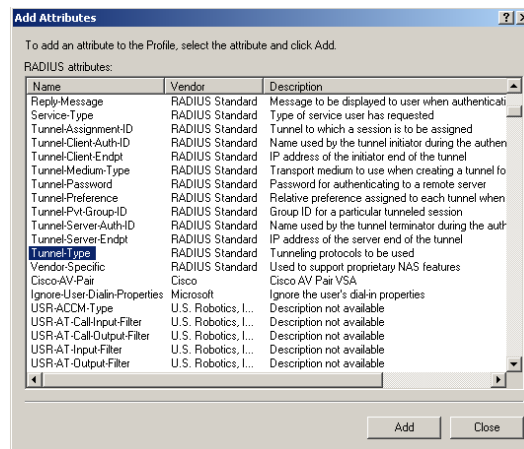 Add Attributes
To add an attribute to the Profile, select the attribute and click Add.
RADIUS attributes:
Name Vendor Description
Reply-Message RADIUS Standard Message to be displayed to user when authenticati
Service-Type RADIUS Standard Type of service user has requested
Tunnel-Assignment-ID RADIUS Standard Tunnel to which a session is to be assigned
Tunnel-Client-Auth-ID RADIUS Standard Name used by the tunnel initiator during the authen
Tunnel-Client-Endpt RADIUS Standard IP address of the initiator end of the tunnel
Tunnel-Medium-Type RADIUS Standard Transport medium to use when creating a tunnel fo
Tunnel-Password RADIUS Standard Password for authenticating to a remote server
Tunnel-Preference RADIUS Standard Relative preference assigned to each tunnel when
Tunnel-Pvt-Group-ID RADIUS Standard Group ID for a particular tunneled session
Tunnel-Server-Auth-ID RADIUS Standard Name used by the tunnel terminator during the auth
Tunnel-Server-Endpt RADIUS Standard IP address of the server end of the tunnel
Tunnel-Type RADIUS Standard Tunneling protocols to be used
Vendor-Specific RADIUS Standard Used to support proprietary NAS features
Cisco-AV-Pair Cisco Cisco AV Pair VSA
Ignore-User-Dialin-Properties Microsoft Ignore the user's dial-in properties
USR-ACCM-Type U.S. Robotics, I... Description not available
USR-AT-Call-Input-Filter U.S. Robotics, I... Description not available
USR-AT-Call-Output-Filter U.S. Robotics, I... Description not available
USR-AT-Input-Filter U.S. Robotics, I... Description not available
USR-AT-Output-Filter U.S. Robotics, I... Description not available
Add Close